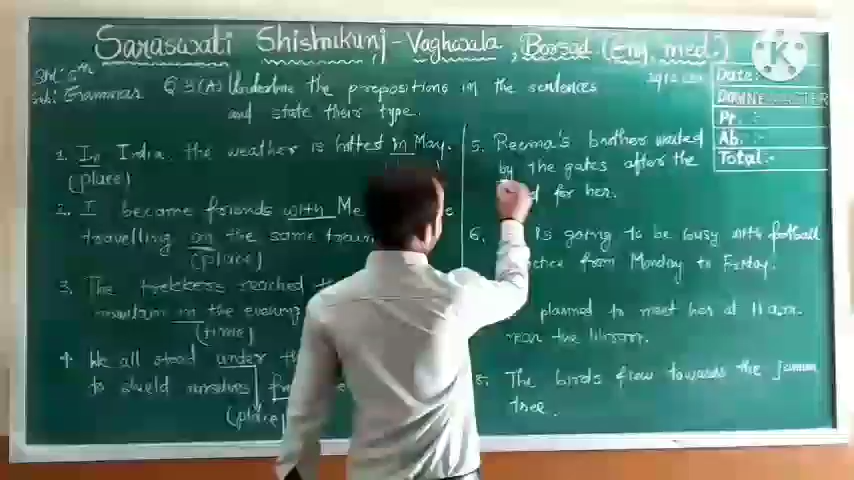 Saraswati Shishukunj - Vaghwala, Borsad. (Eng. med.)
K
Std: 6th
Sub: Grammar Q3 (A) Underline the prepositions in the sentences
and state their type.
Date:
Pr. :-
Ab. :-
Total:-
1. In India, the weather is hottest in May.
(place)
2. I became friends with Me
travelling on the same train
(place)
3. The trekkers reached th
mountain in the evening
(time)
4. We all stood under th
to shield ourselves
(place)
5. Reema's brother waited
by the gates after the
for her.
6. is going to be busy with football
ctice from Monday to Friday.
planned to meet her at 11 a.m.
near the library.
8. The birds flew towards the Jamun
tree.